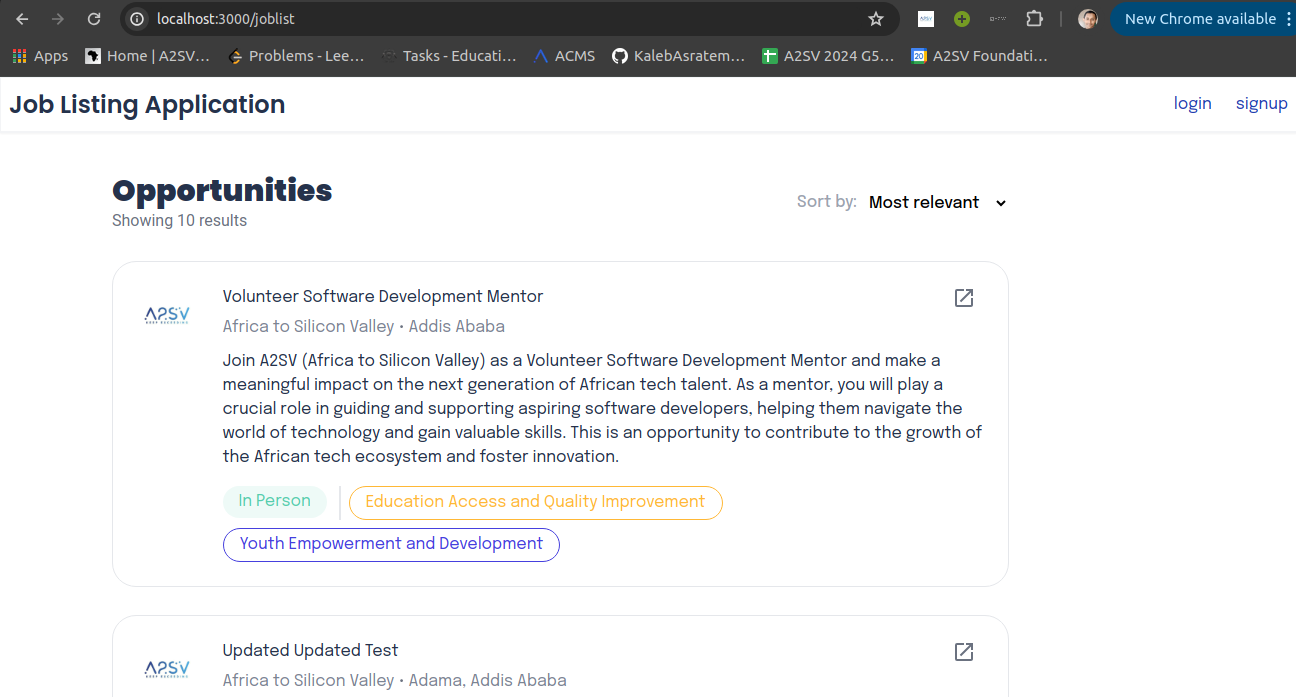 localhost:3000/joblist
New Chrome available
Apps
Home | A2SV...
Problems - Lee...
Tasks - Educati...
ACMS
KalebAsratem...
A2SV 2024 G5...
A2SV Foundati...
Job Listing Application
login
signup
Opportunities
Showing 10 results
Sort by: Most relevant
A2SV
Volunteer Software Development Mentor
Africa to Silicon Valley • Addis Ababa
Join A2SV (Africa to Silicon Valley) as a Volunteer Software Development Mentor and make a
meaningful impact on the next generation of African tech talent. As a mentor, you will play a
crucial role in guiding and supporting aspiring software developers, helping them navigate the
world of technology and gain valuable skills. This is an opportunity to contribute to the growth of
the African tech ecosystem and foster innovation.
In Person
Education Access and Quality Improvement
Youth Empowerment and Development
A2SV
Updated Updated Test
Africa to Silicon Valley • Adama, Addis Ababa